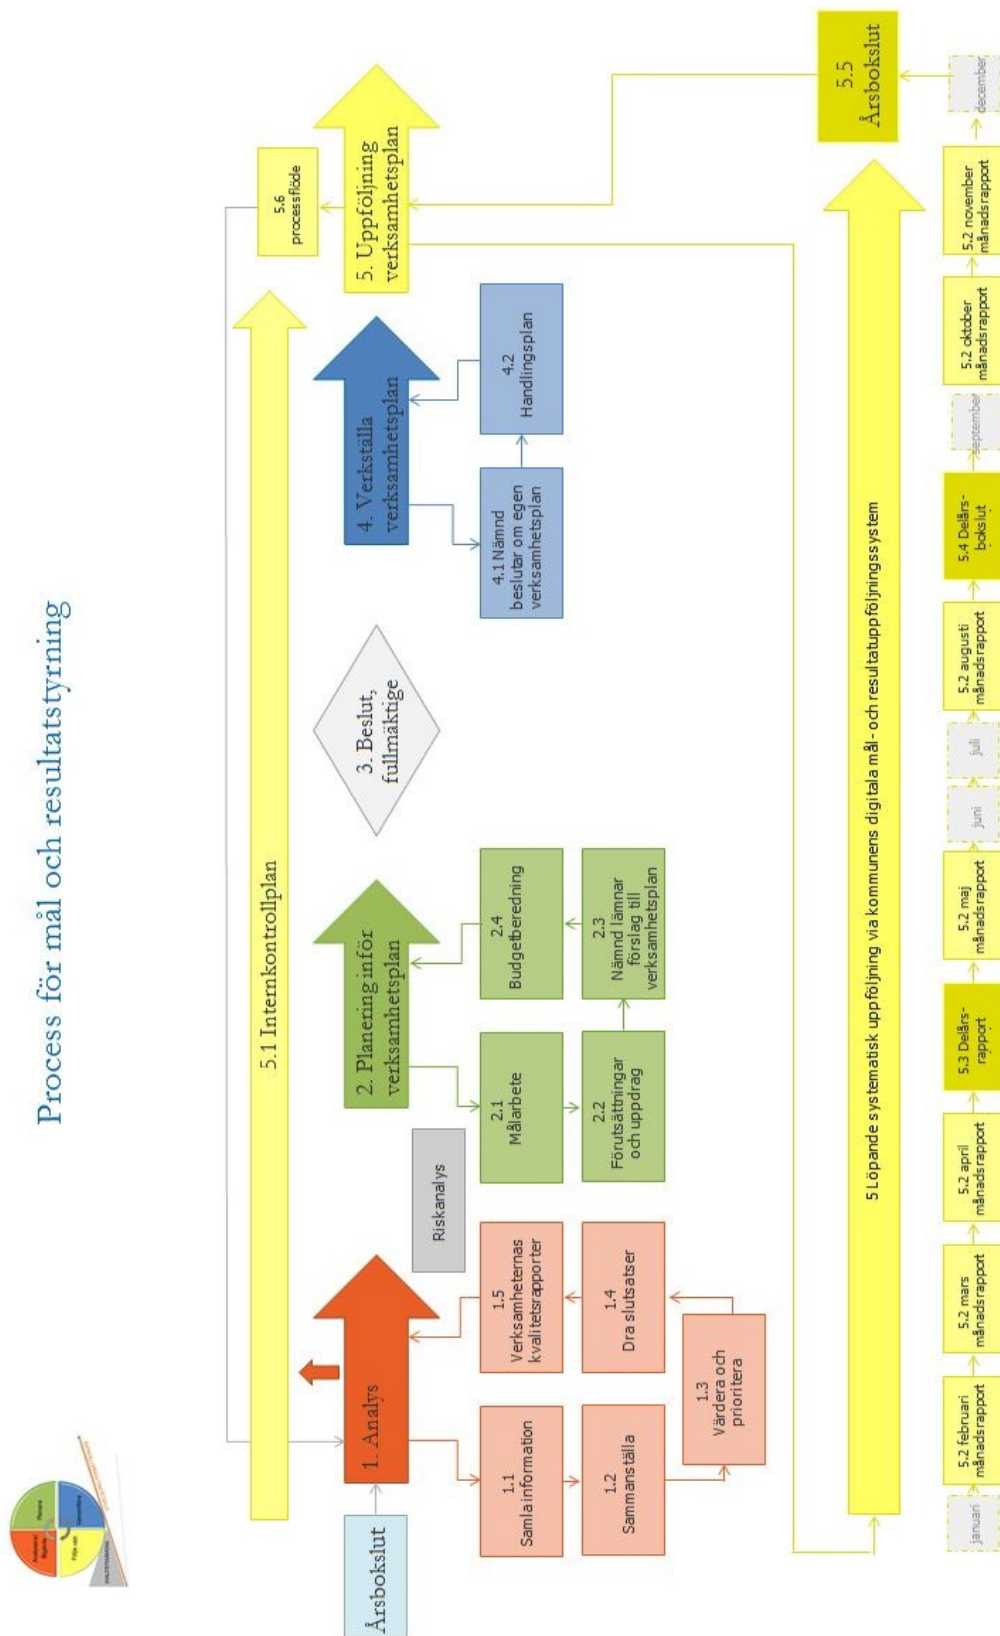 Process för mål och resultatstyrning
Planera
Följa upp
5.1 Internkontrollplan
5.6
processflöde
Årsbokslut
1. Analys
Riskanalys
2. Planering inför
verksamhetsplan
3. Beslut,
fullmäktige
4. Verkställa
verksamhetsplan
5. Uppföljning
verksamhetsplan
1.1
Samla information
1.2
Sammanställa
1.3
Värdera och
prioritera
1.4
Dra slutsatser
1.5
Verksamheternas
kvalitetsrapporter
2.1
Målarbete
2.2
Förutsättningar
och uppdrag
2.3
Nämnd lämnar
förslag till
verksamhetsplan
2.4
Budgetberedning
4.1 Nämnd
beslutar om egen
verksamhetsplan
4.2
Handlingsplan
5 Löpande systematisk uppföljning via kommunens digitala mål- och resultatuppföljningssystem
5.5
Årsbokslut
januari
5.2 februari
månadsrapport
5.2 mars
månadsrapport
5.2 april
månadsrapport
5.3 Delårs-
rapport
5.2 maj
månadsrapport
juni
juli
5.2 augusti
månadsrapport
5.4 Delårs-
bokslut
september
5.2 oktober
månadsrapport
5.2 november
månadsrapport
december